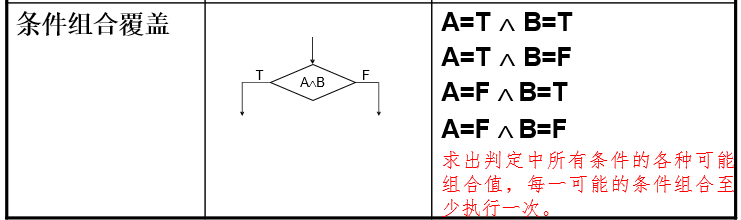 条件组合覆盖
T
A∧B
F
A=T ∧ B=T
A=T ∧ B=F
A=F ∧ B=T
A=F ∧ B=F
求出判定中所有条件的各种可能
组合值，每一可能的条件组合至
少执行一次。